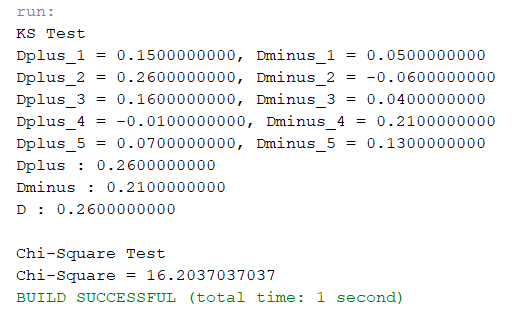 run:
KS Test
Dplus_1 = 0.1500000000, Dminus_1 = 0.0500000000
Dplus_2 = 0.2600000000, Dminus_2 = -0.0600000000
Dplus_3 = 0.1600000000, Dminus_3 = 0.0400000000
Dplus_4 = -0.0100000000, Dminus_4 = 0.2100000000
Dplus_5 = 0.0700000000, Dminus_5 = 0.1300000000
Dplus : 0.2600000000
Dminus : 0.2100000000
D : 0.2600000000
Chi-Square Test
Chi-Square = 16.2037037037
BUILD SUCCESSFUL (total time: 1 second)